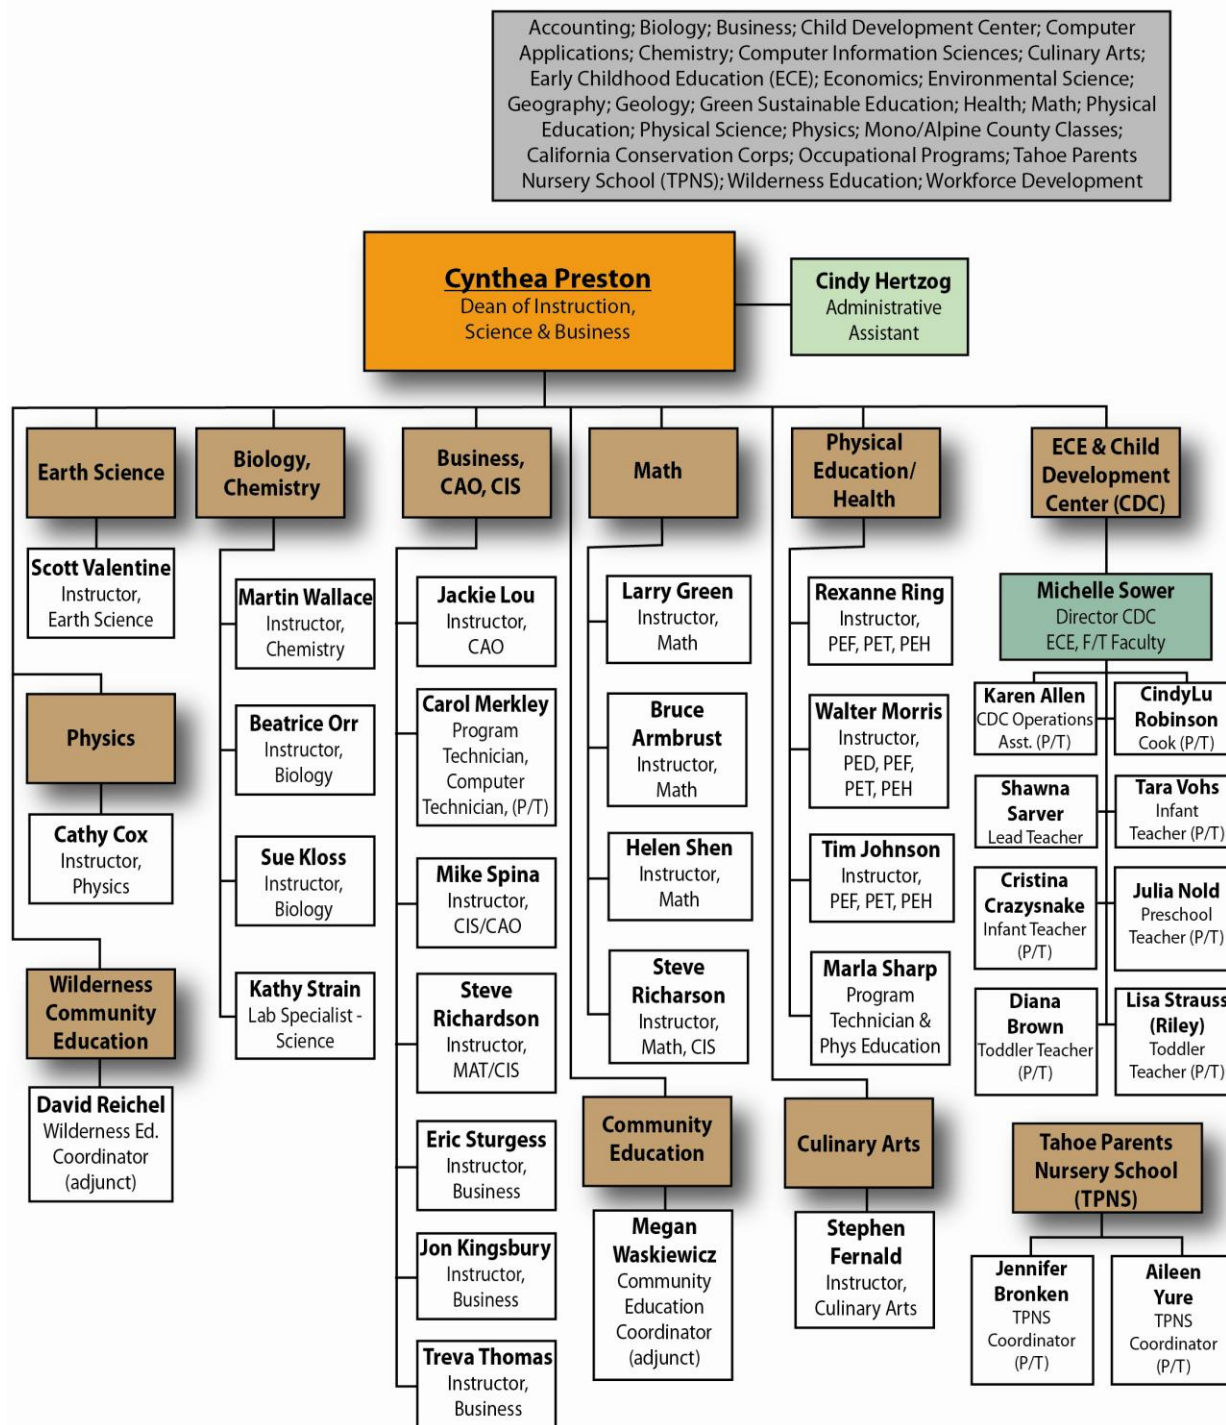 Accounting; Biology; Business; Child Development Center; Computer
Applications; Chemistry; Computer Information Sciences; Culinary Arts;
Early Childhood Education (ECE); Economics; Environmental Science;
Geography; Geology; Green Sustainable Education; Health; Math; Physical
Education; Physical Science; Physics; Mono/Alpine County Classes;
California Conservation Corps; Occupational Programs; Tahoe Parents
Nursery School (TPNS); Wilderness Education; Workforce Development
Cynthea Preston
Dean of Instruction,
Science & Business
Cindy Hertzog
Administrative
Assistant
Earth Science
Scott Valentine
Instructor,
Earth Science
Physics
Cathy Cox
Instructor,
Physics
Wilderness
Community
Education
David Reichel
Wilderness Ed.
Coordinator
(adjunct)
Biology,
Chemistry
Martin Wallace
Instructor,
Chemistry
Beatrice Orr
Instructor,
Biology
Sue Kloss
Instructor,
Biology
Kathy Strain
Lab Specialist -
Science
Business,
CAO, CIS
Jackie Lou
Instructor,
CAO
Carol Merkley
Program
Technician,
Computer
Technician, (P/T)
Mike Spina
Instructor,
CIS/CAO
Steve
Richardson
Instructor,
MAT/CIS
Eric Sturgess
Instructor,
Business
Jon Kingsbury
Instructor,
Business
Treva Thomas
Instructor,
Business
Math
Larry Green
Instructor,
Math
Bruce
Armbrust
Instructor,
Math
Helen Shen
Instructor,
Math
Steve
Richarson
Instructor,
Math, CIS
Community
Education
Megan
Waskiewicz
Community
Education
Coordinator
(adjunct)
Physical
Education/
Health
Rexanne Ring
Instructor,
PEF, PET, PEH
Walter Morris
Instructor,
PED, PEF,
PET, PEH
Tim Johnson
Instructor,
PEF, PET, PEH
Marla Sharp
Program
Technician &
Phys Education
Culinary Arts
Stephen
Fernald
Instructor,
Culinary Arts
ECE & Child
Development
Center (CDC)
Michelle Sower
Director CDC
ECE, F/T Faculty
Karen Allen
CDC Operations
Asst. (P/T)
CindyLu
Robinson
Cook (P/T)
Shawna
Sarver
Lead Teacher
Tara Vohs
Infant
Teacher (P/T)
Cristina
Crazysnake
Infant Teacher
(P/T)
Julia Nold
Preschool
Teacher (P/T)
Diana
Brown
Toddler Teacher
(P/T)
Lisa Strauss
(Riley)
Toddler
Teacher (P/T)
Tahoe Parents
Nursery School
(TPNS)
Jennifer
Bronken
TPNS
Coordinator
(P/T)
Aileen
Yure
TPNS
Coordinator
(P/T)